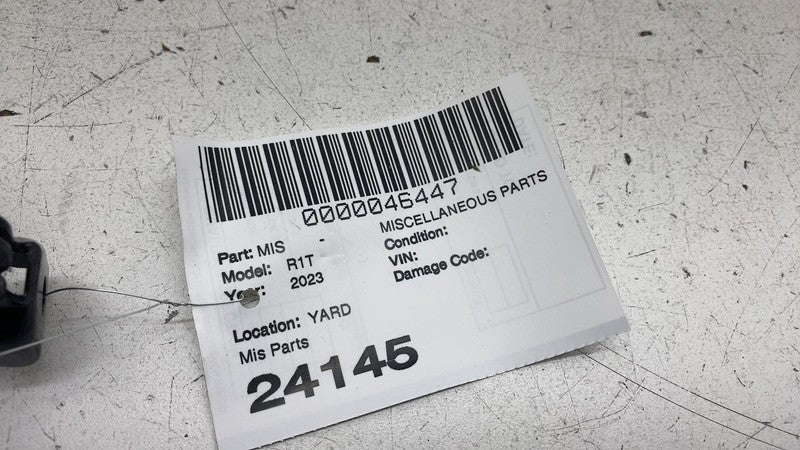 0000046447
MISCELLANEOUS PARTS
Part: MIS -
Condition:
Model: R1T
VIN:
Year: 2023
Damage Code:
Location: YARD
Mis Parts
24145